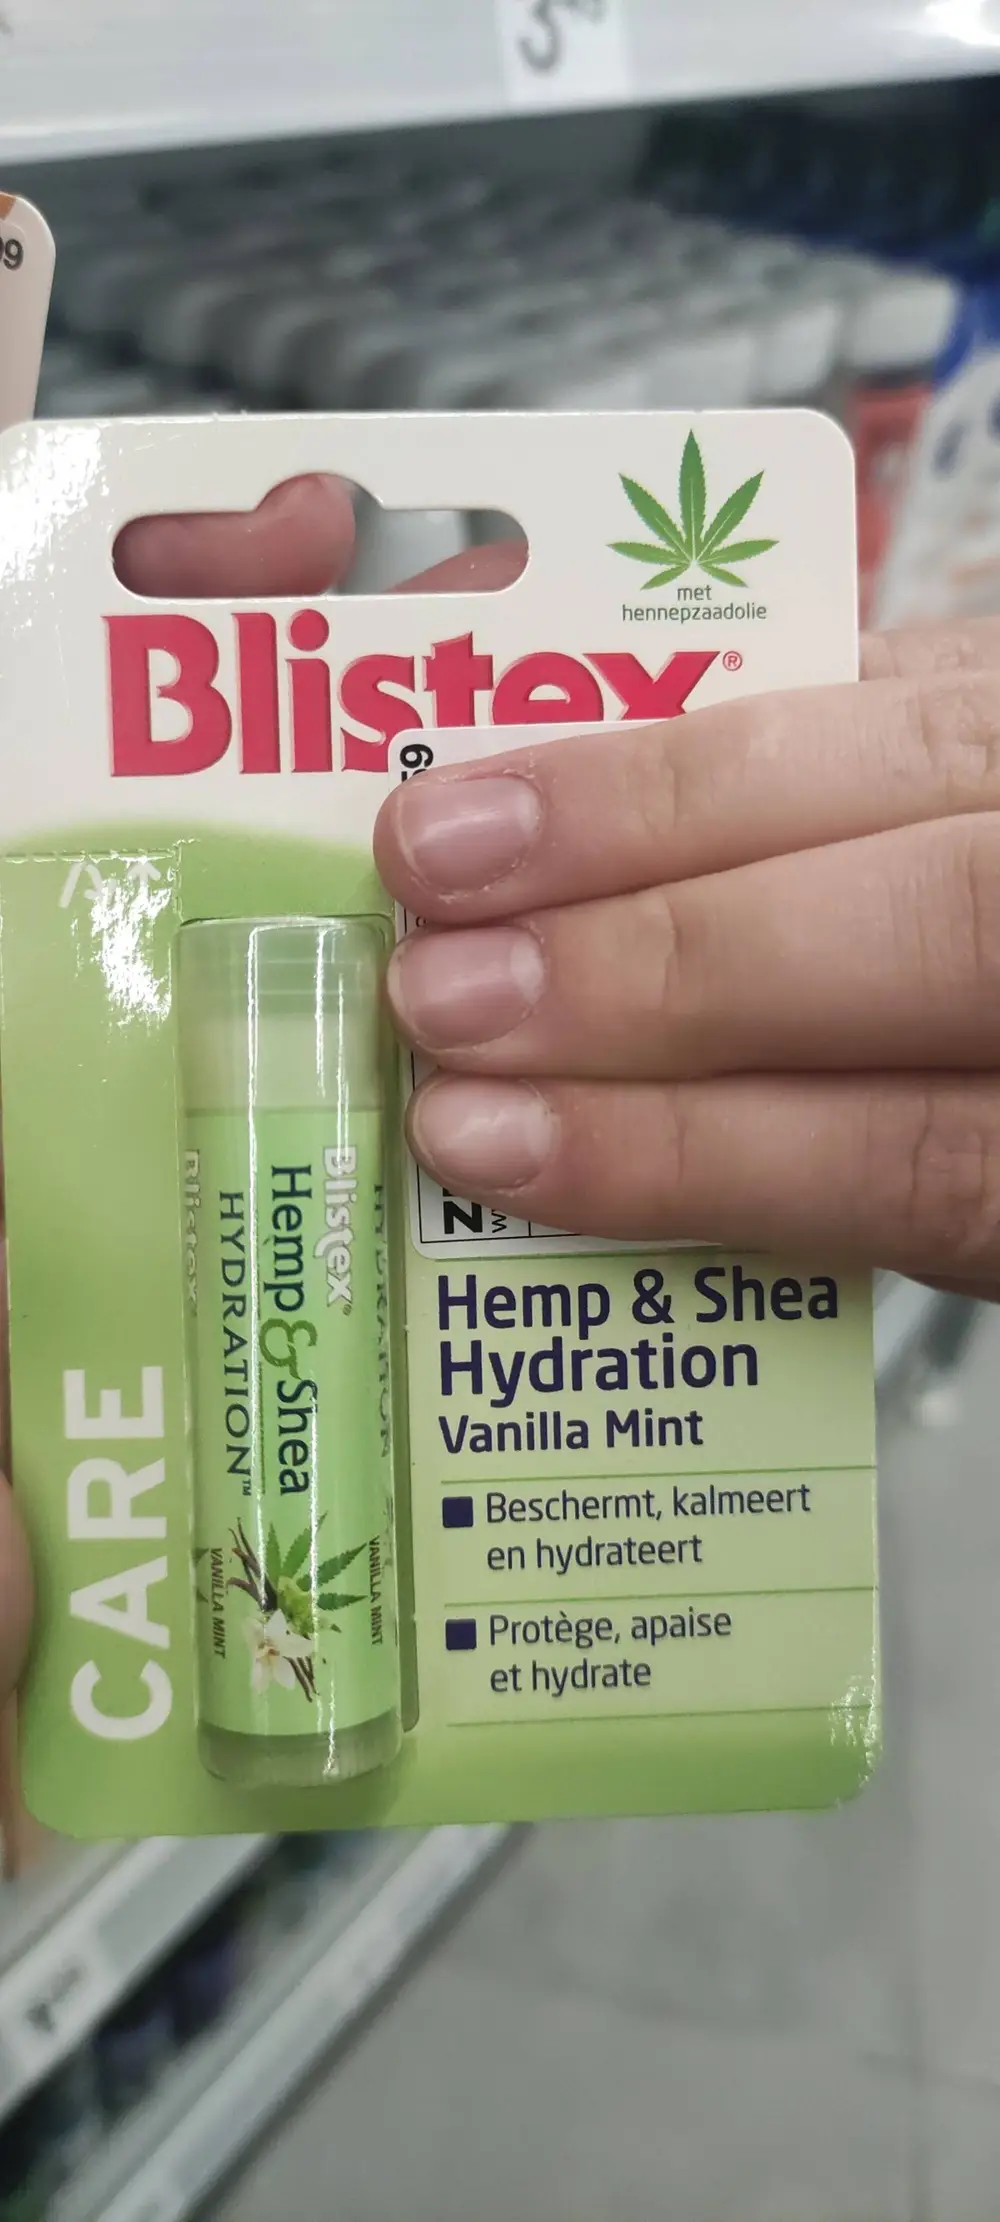 met
hennepzaadolie
Blistex®
CARE
Blistex®
Hemp & Shea
HYDRATION™
VANILLA MINT
VANILLA MINT
Hemp & Shea
Hydration
Vanilla Mint
Beschermt, kalmeert
en hydrateert
Protège, apaise
et hydrate